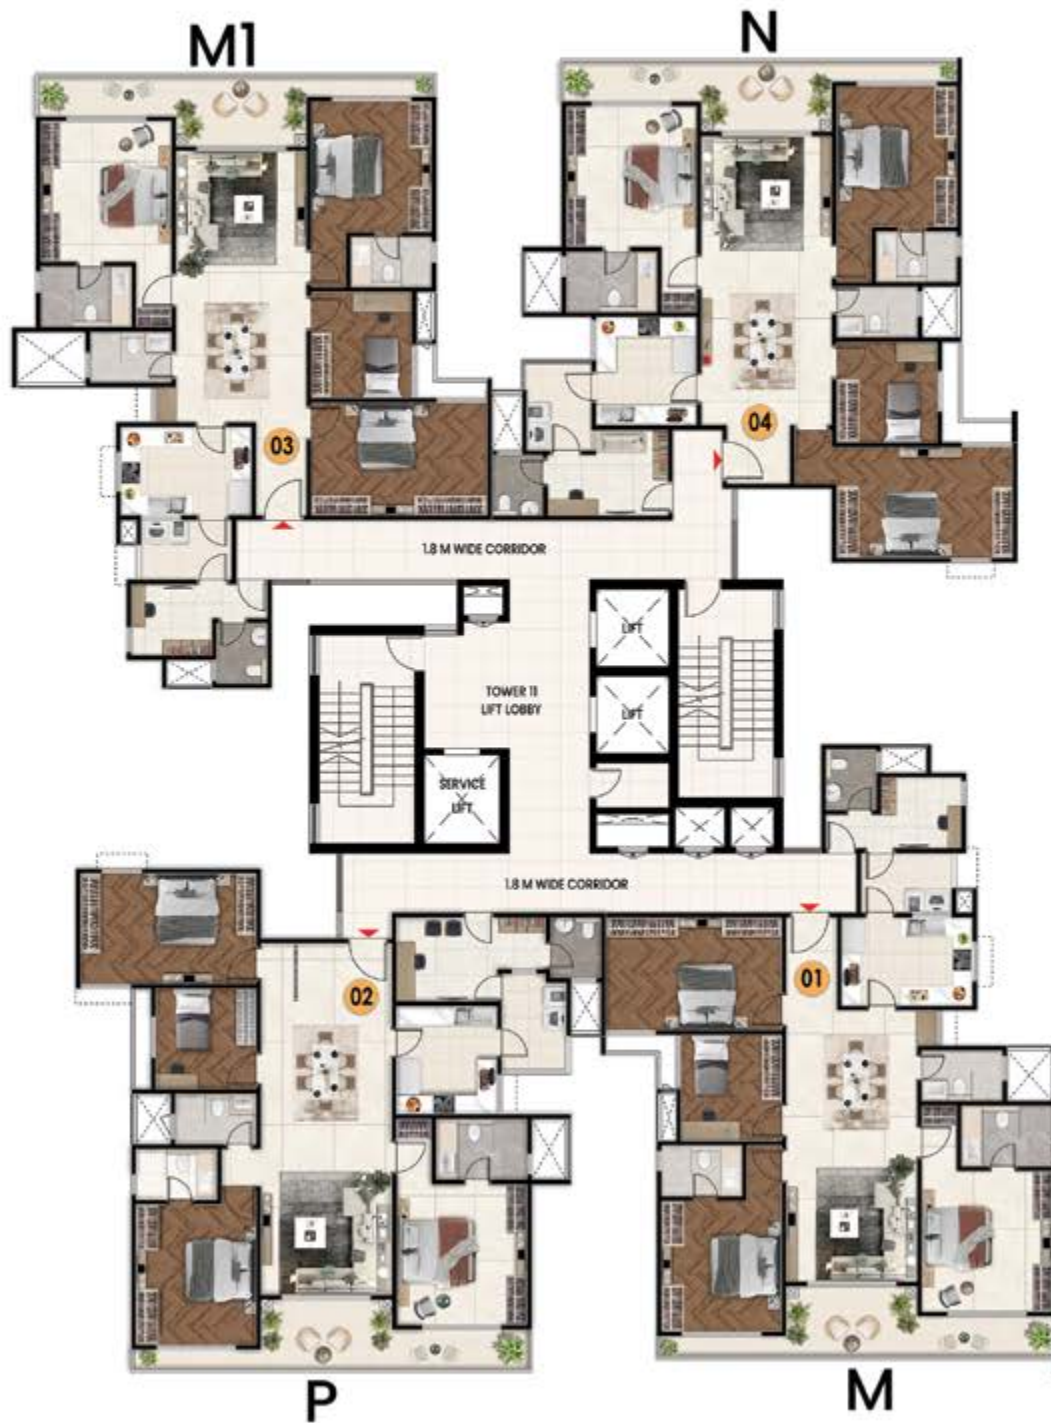 M1
N
03
04
1.8 M WIDE CORRIDOR
LIFT
TOWER 11
LIFT LOBBY
LIFT
SERVICE
LIFT
1.8 M WIDE CORRIDOR
02
01
P
M